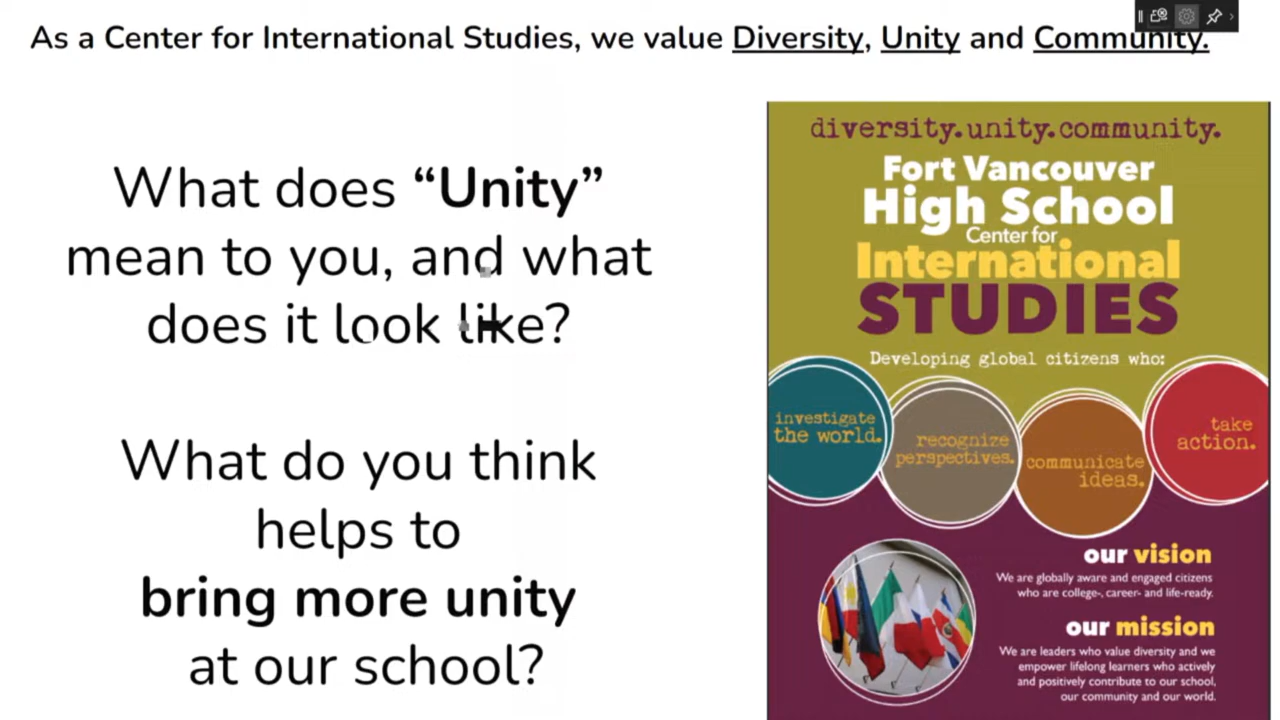 As a Center for International Studies, we value Diversity, Unity and Community.
What does “Unity”
mean to you, and what
does it look like?
What do you think
helps to
bring more unity
at our school?
diversity.unity.community.
Fort Vancouver
High School
Center for
International
STUDIES
Developing global citizens who:
investigate
the world.
recognize
perspectives.
communicate
ideas.
take
action.
our vision
We are globally aware and engaged citizens
who are college-, career- and life-ready.
our mission
We are leaders who value diversity and we
empower lifelong learners who actively
and positively contribute to our school,
our community and our world.